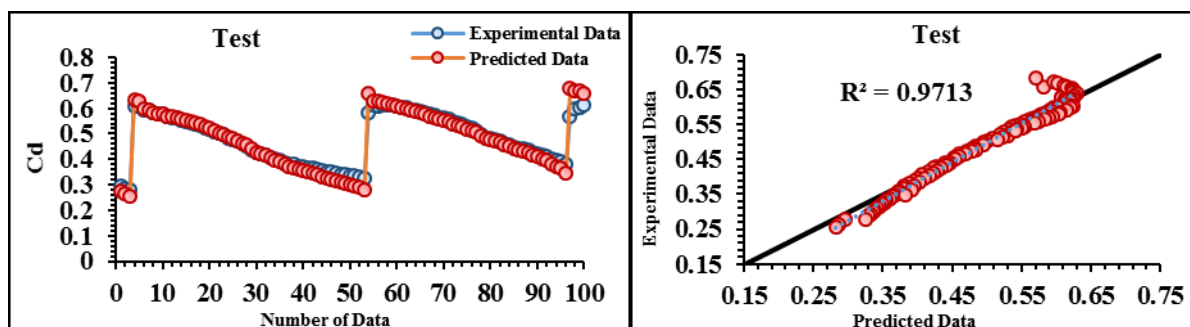 Test
Experimental Data
Predicted Data
Cd
0.8
0.7
0.6
0.5
0.4
0.3
0.2
0.1
0
0 10 20 30 40 50 60 70 80 90 100
Number of Data
Test
R² = 0.9713
Experimental Data
0.75
0.65
0.55
0.45
0.35
0.25
0.15
0.15 0.25 0.35 0.45 0.55 0.65 0.75
Predicted Data